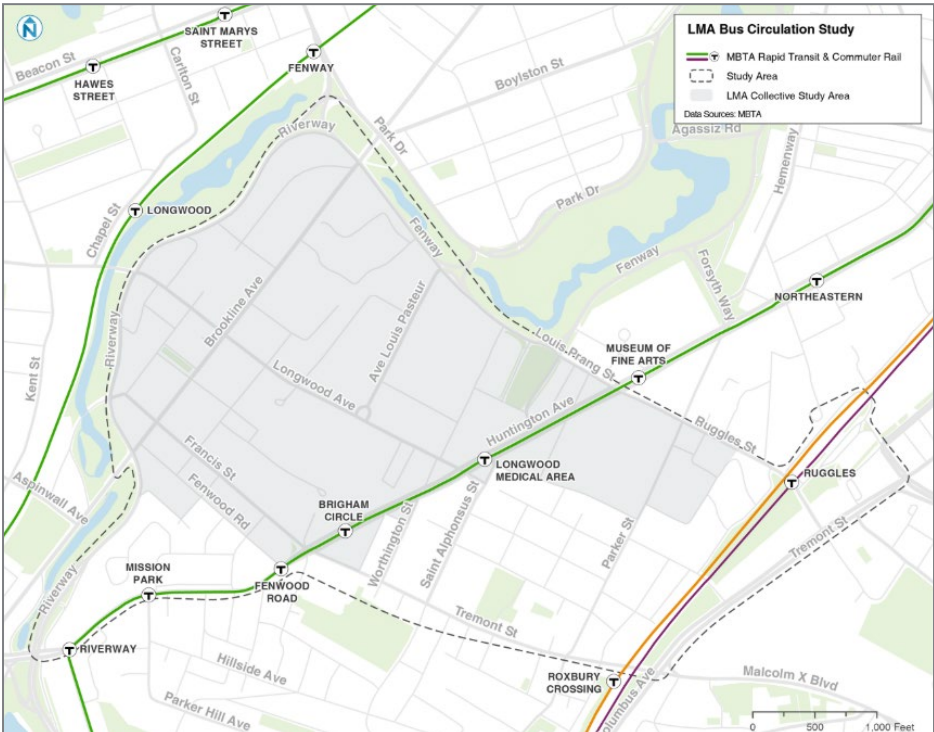 N
SAINT MARYS
STREET
Beacon St
HAWES
STREET
Carlton St
FENWAY
Boylston St
LMA Bus Circulation Study
T MBTA Rapid Transit & Commuter Rail
Study Area
LMA Collective Study Area
Data Sources: MBTA
Riverway
Park Dr
Agassiz Rd
Hemenway
Park Dr
Chapel St
LONGWOOD
Fenway
Fenway
Forsyth Way
NORTHEASTERN
Brookline Ave
Ave Louis Pasteur
Riverway
Kent St
Louis Prang St
MUSEUM OF
FINE ARTS
Longwood Ave
Huntington Ave
Buggles St
Francis St
Fenwood Rd
LONGWOOD
MEDICAL AREA
RUGGLES
Aspinwall Ave
BRIGHAM
CIRCLE
Worthington St
Saint Alphonsus St
Parker St
Tremont St
MISSION
PARK
FENWOOD
ROAD
Riverway
Tremont St
RIVERWAY
Hillside Ave
ROXBURY
CROSSING
Malcolm X Blvd
Parker Hill Ave
olumbus Ave
0 500 1,000 Feet